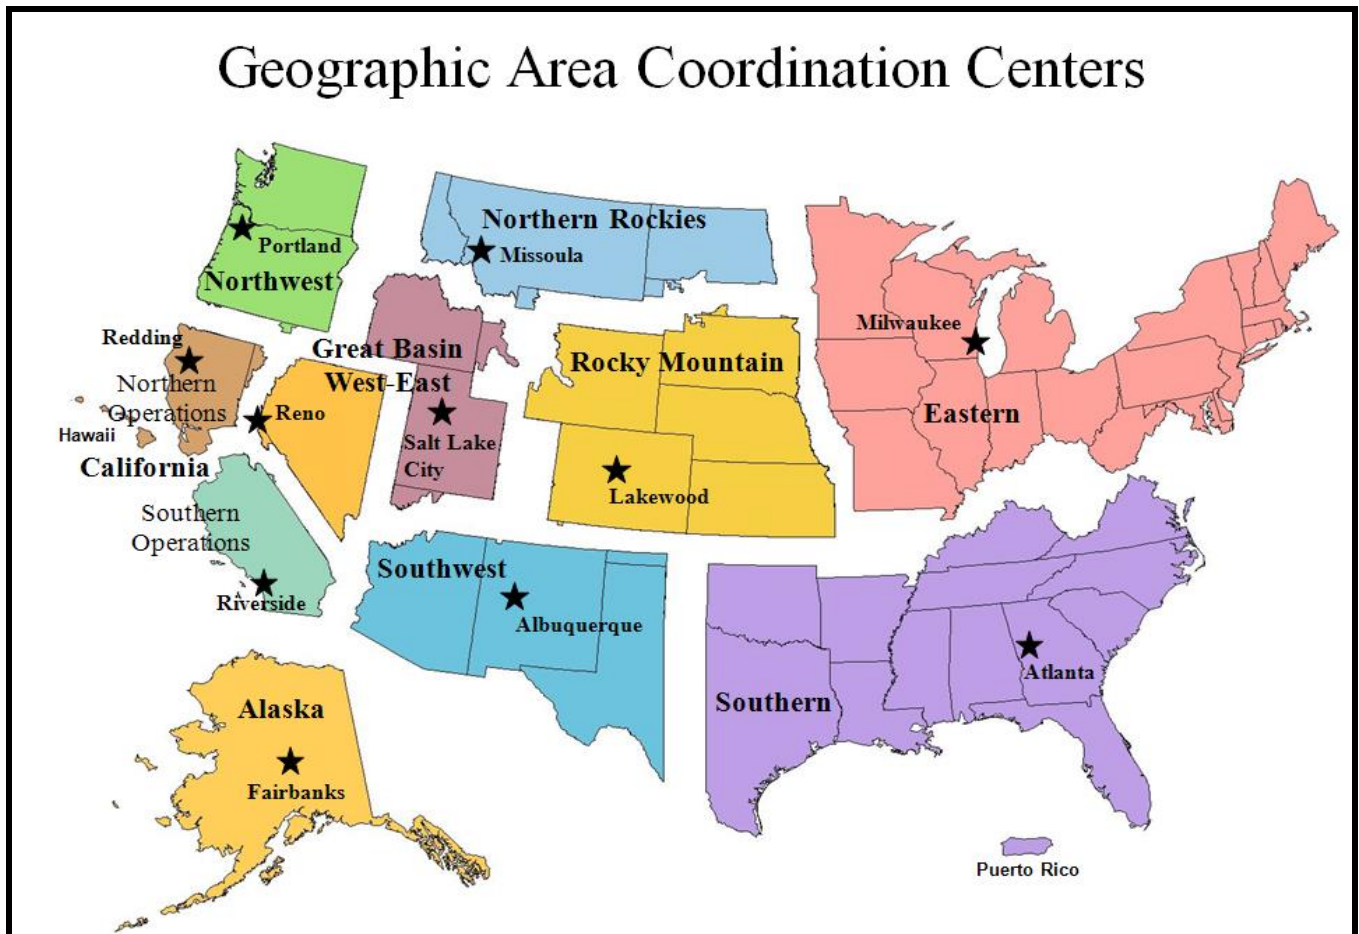 Geographic Area Coordination Centers
Portland
Northwest
Northern Rockies
Missoula
Redding
Northern
Operations
Hawaii
California
Great Basin
West-East
Reno
Salt Lake
City
Rocky Mountain
Lakewood
Milwaukee
Eastern
Southern
Operations
Riverside
Southwest
Albuquerque
Southern
Atlanta
Alaska
Fairbanks
Puerto Rico